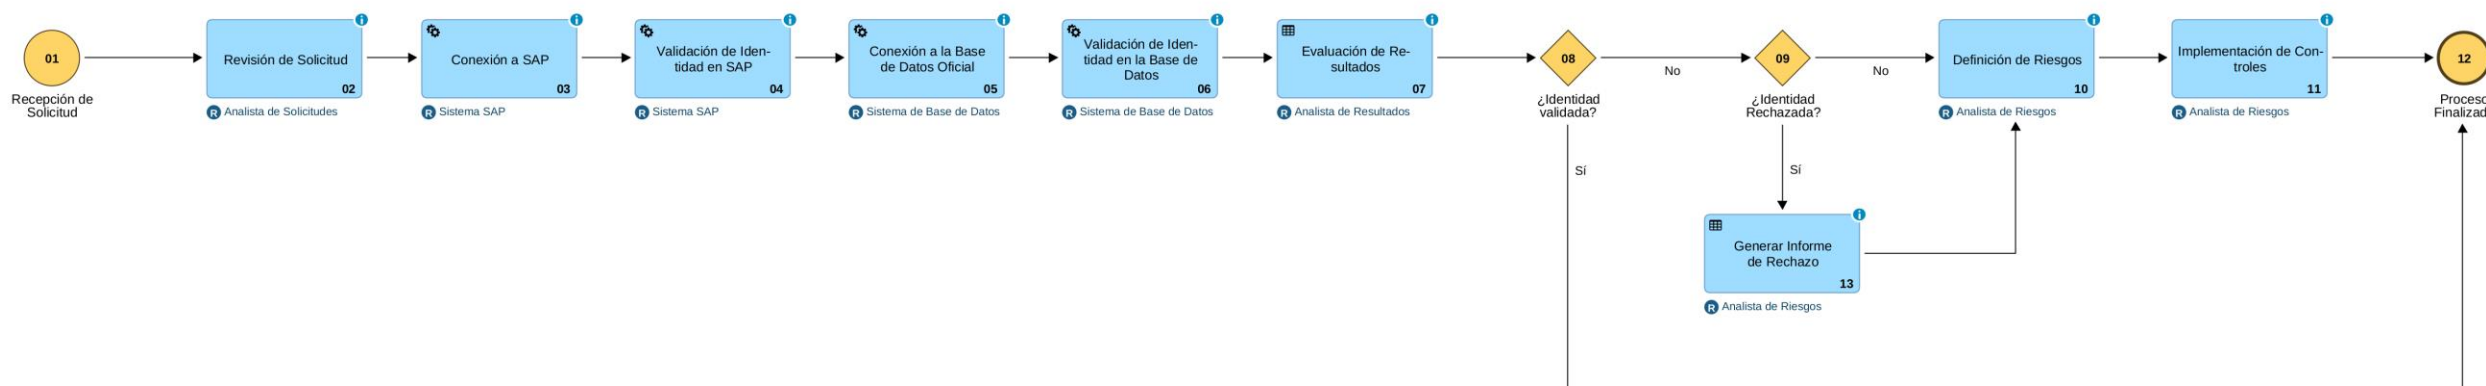 01
Recepción de
Solicitud
Revisión de Solicitud
02
R Analista de Solicitudes
Conexión a SAP
03
R Sistema SAP
Validación de Iden-
tidad en SAP
04
R Sistema SAP
Conexión a la Base
de Datos Oficial
05
R Sistema de Base de Datos
Validación de Iden-
tidad en la Base de
Datos
06
R Sistema de Base de Datos
Evaluación de Re-
sultados
07
R Analista de Resultados
08
¿Identidad
validada?
No
Sí
09
¿Identidad
Rechazada?
No
Sí
Definición de Riesgos
10
R Analista de Riesgos
Implementación de Con-
troles
11
R Analista de Riesgos
12
Proceso
Finalizad
Generar Informe
de Rechazo
13
R Analista de Riesgos